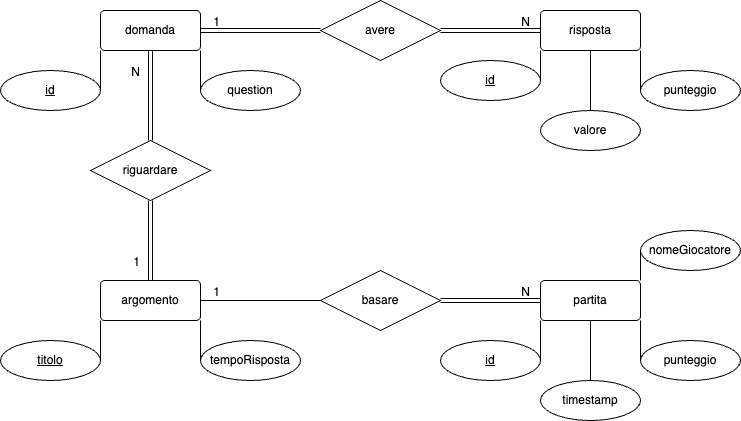 domanda
1
avere
N
risposta
N
id
question
id
punteggio
valore
riguardare
1
nomeGiocatore
argomento
1
basare
N
partita
titolo
tempoRisposta
id
punteggio
timestamp